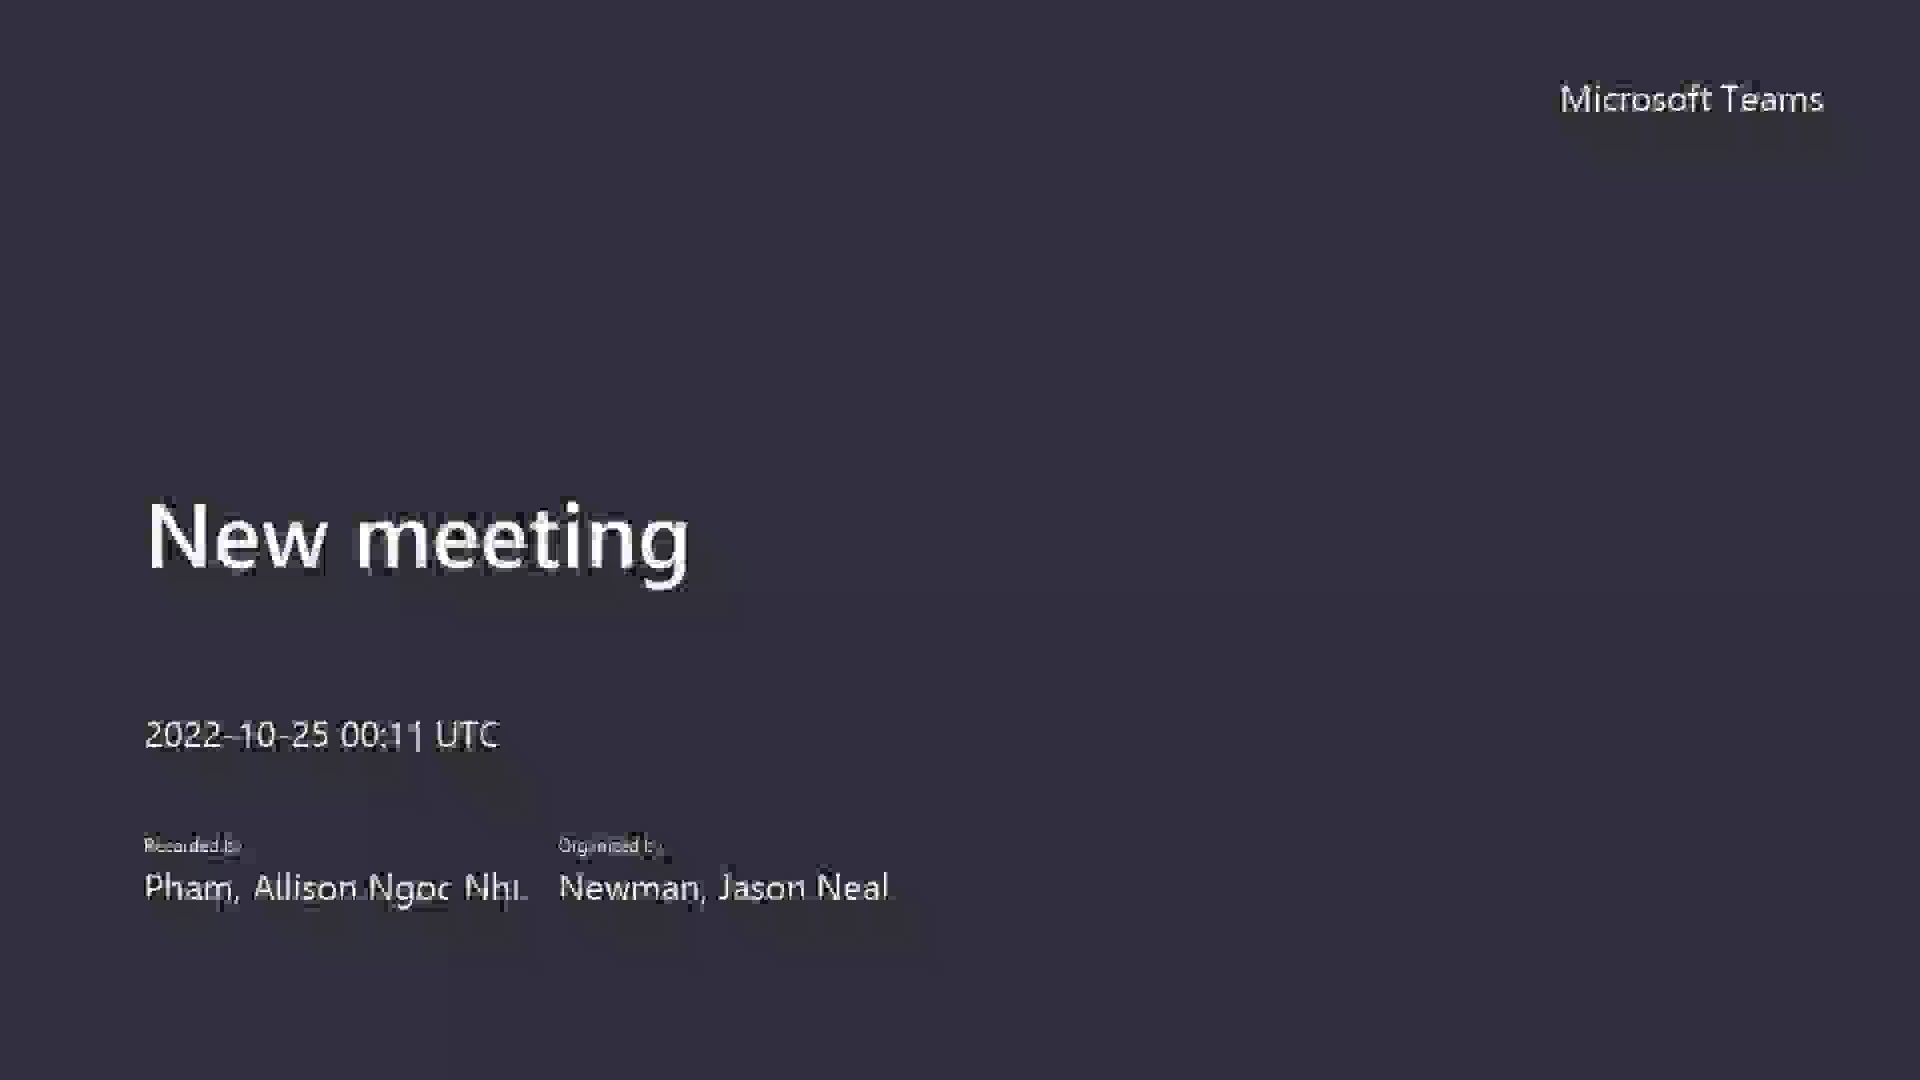 Microsoft Teams
New meeting
2022-10-25 00:11 UTC
Recorded by
Organized by
Pham, Allison Ngoc Nhi
Newman, Jason Neal